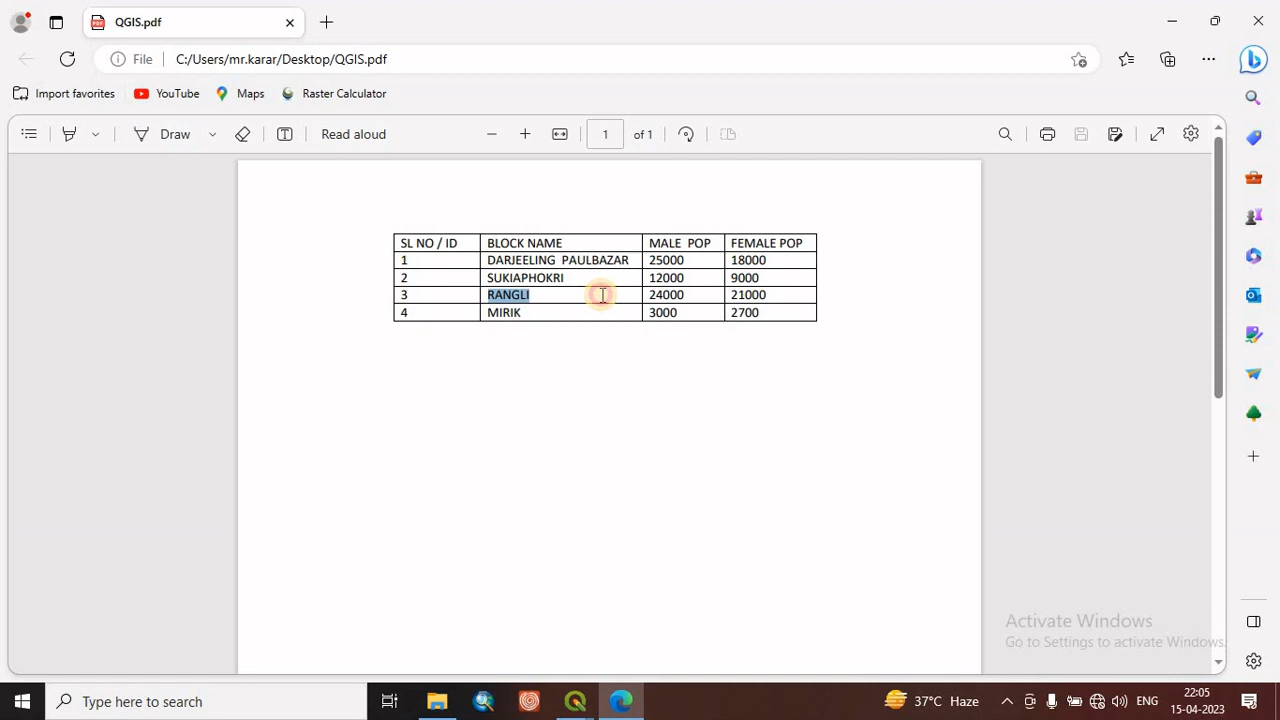 QGIS.pdf
File C:/Users/mr.karar/Desktop/QGIS.pdf
Import favorites YouTube Maps Raster Calculator
Draw Read aloud 1 of 1
SL NO / ID BLOCK NAME MALE POP FEMALE POP
1 DARJEELING PAULBAZAR 25000 18000
2 SUKIAPHOKRI 12000 9000
3 RANGLI 24000 21000
4 MIRIK 3000 2700
Activate Windows
Go to Settings to activate Windows.
Type here to search 37°C Haze ENG 22:05
15-04-2023